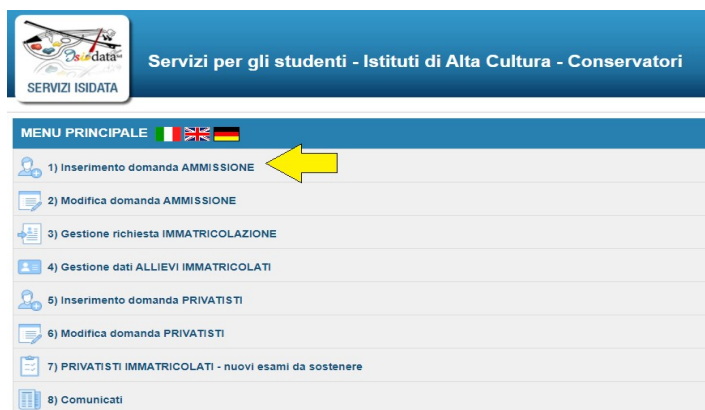 Isidata
SERVIZI ISIDATA
Servizi per gli studenti - Istituti di Alta Cultura - Conservatori
MENU PRINCIPALE
1) Inserimento domanda AMMISSIONE
2) Modifica domanda AMMISSIONE
3) Gestione richiesta IMMATRICOLAZIONE
4) Gestione dati ALLIEVI IMMATRICOLATI
5) Inserimento domanda PRIVATISTI
6) Modifica domanda PRIVATISTI
7) PRIVATISTI IMMATRICOLATI - nuovi esami da sostenere
8) Comunicati